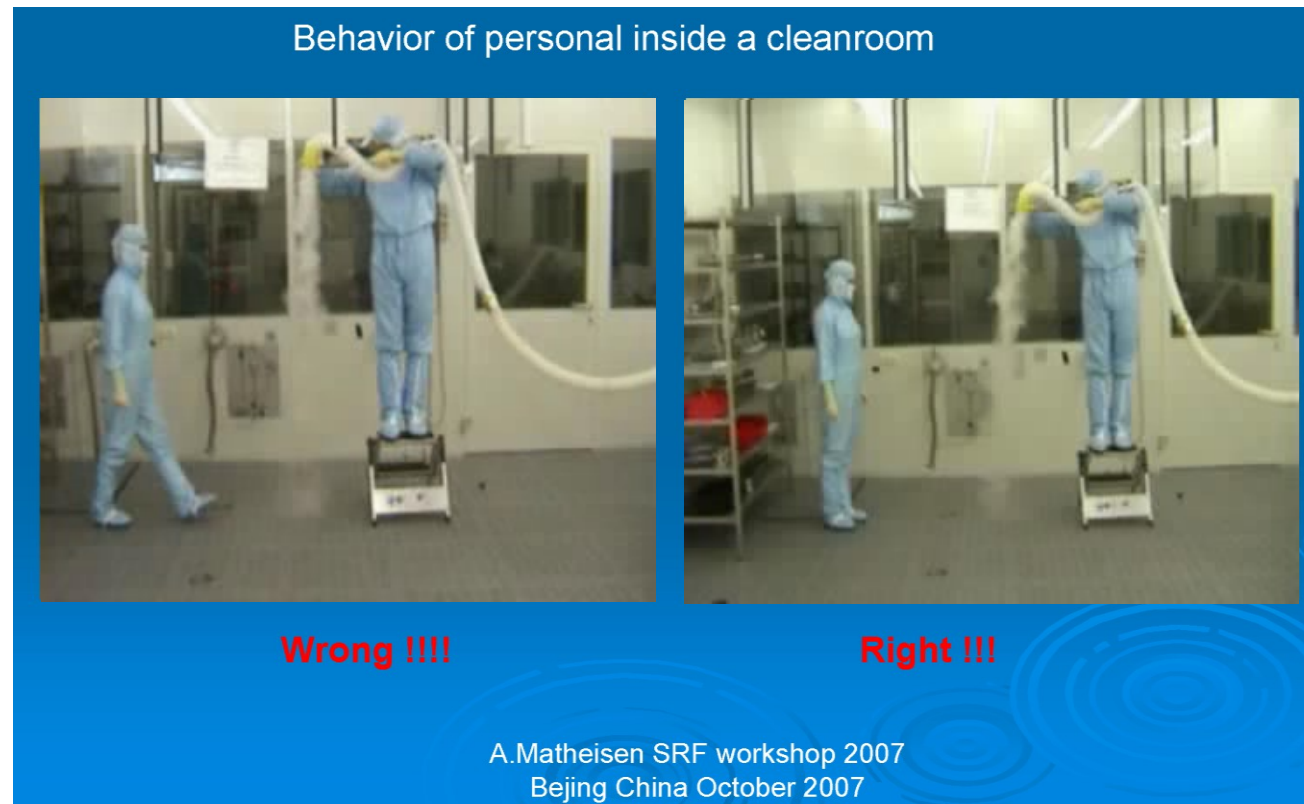 Behavior of personal inside a cleanroom
Wrong !!!!
Right !!!
A.Matheisen SRF workshop 2007
Bejing China October 2007